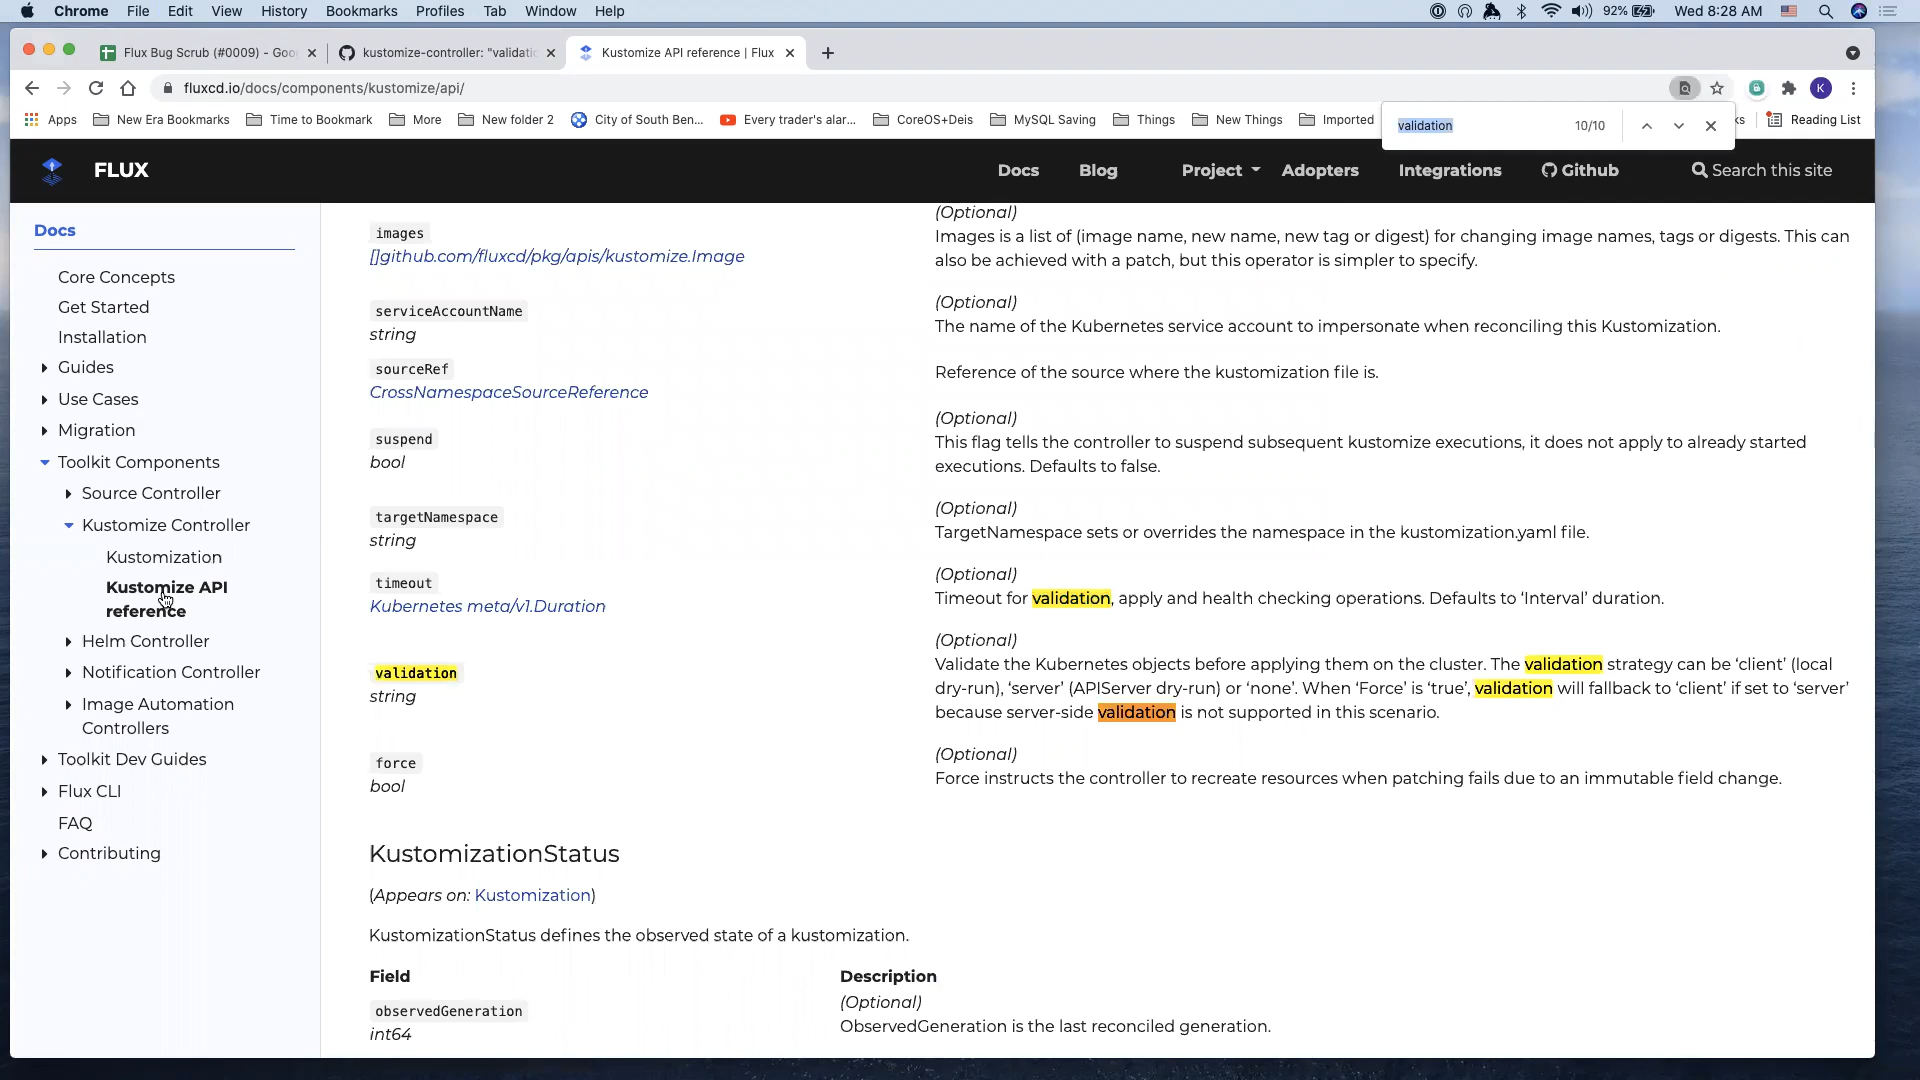 Chrome File Edit View History Bookmarks Profiles Tab Window Help 92% Wed 8:28 AM
Flux Bug Scrub (#0009) - Goo
kustomize-controller: "validatio
Kustomize API reference | Flux
fluxcd.io/docs/components/kustomize/api/
K
Apps New Era Bookmarks Time to Bookmark More New folder 2 City of South Ben... Every trader's alar... CoreOS+Deis MySQL Saving Things New Things Imported ks Reading List
validation 10/10
FLUX Docs Blog Project Adopters Integrations Github Search this site
Docs
Core Concepts
Get Started
Installation
Guides
Use Cases
Migration
Toolkit Components
Source Controller
Kustomize Controller
Kustomization
Kustomize API
reference
Helm Controller
Notification Controller
Image Automation
Controllers
Toolkit Dev Guides
Flux CLI
FAQ
Contributing
images
[]github.com/fluxcd/pkg/apis/kustomize.Image
(Optional)
Images is a list of (image name, new name, new tag or digest) for changing image names, tags or digests. This can
also be achieved with a patch, but this operator is simpler to specify.
serviceAccountName
string
(Optional)
The name of the Kubernetes service account to impersonate when reconciling this Kustomization.
sourceRef
CrossNamespaceSourceReference
Reference of the source where the kustomization file is.
suspend
bool
(Optional)
This flag tells the controller to suspend subsequent kustomize executions, it does not apply to already started
executions. Defaults to false.
targetNamespace
string
(Optional)
TargetNamespace sets or overrides the namespace in the kustomization.yaml file.
timeout
Kubernetes meta/v1.Duration
(Optional)
Timeout for validation, apply and health checking operations. Defaults to ‘Interval’ duration.
validation
string
(Optional)
Validate the Kubernetes objects before applying them on the cluster. The validation strategy can be ‘client’ (local
dry-run), ‘server’ (APIServer dry-run) or ‘none’. When ‘Force’ is ‘true’, validation will fallback to ‘client’ if set to ‘server’
because server-side validation is not supported in this scenario.
force
bool
(Optional)
Force instructs the controller to recreate resources when patching fails due to an immutable field change.
KustomizationStatus
(Appears on: Kustomization)
KustomizationStatus defines the observed state of a kustomization.
Field Description
observedGeneration
int64
(Optional)
ObservedGeneration is the last reconciled generation.